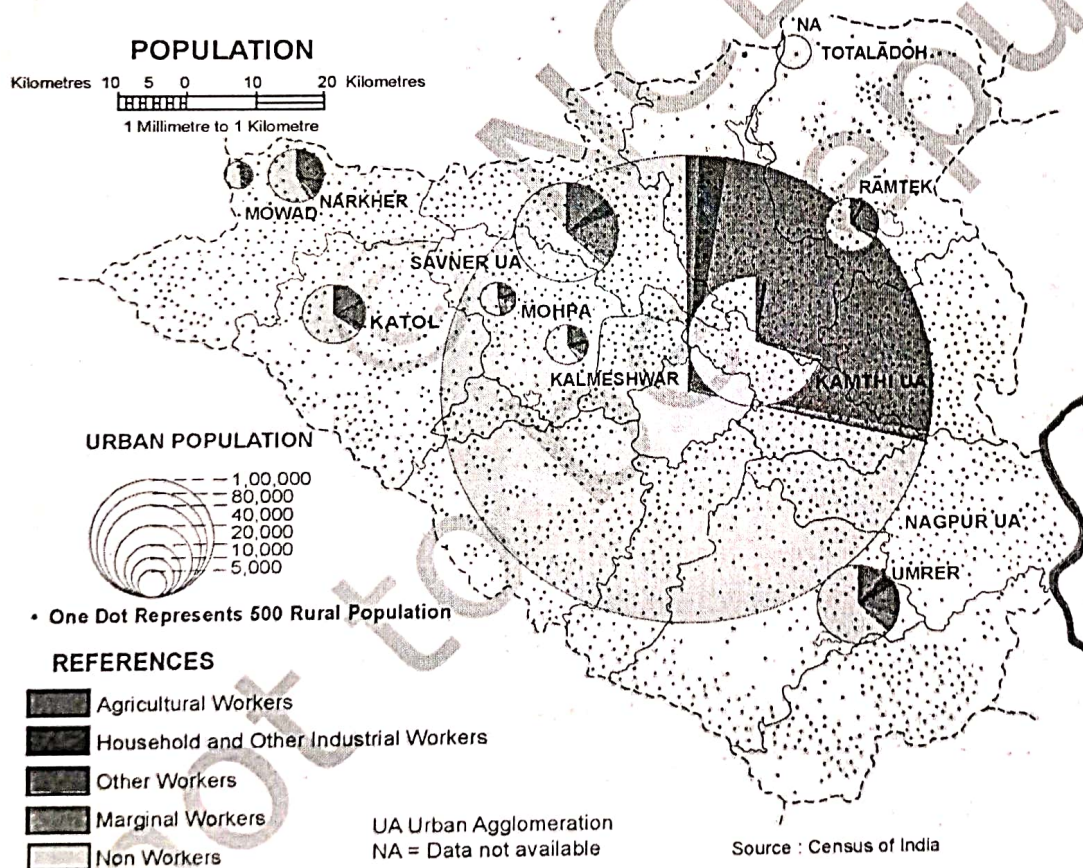 POPULATION
Kilometres 10 5 0 10 20 Kilometres
1 Millimetre to 1 Kilometre
NA
TOTALĀDOH
RĀMTEK
MOWAD
NARKHER
SAVNER UA
MOHPA
KATOL
KALMESHWAR
KAMTHI UA
URBAN POPULATION
1,00,000
80,000
40,000
20,000
10,000
5,000
NAGPUR UA
UMRER
• One Dot Represents 500 Rural Population
REFERENCES
Agricultural Workers
Household and Other Industrial Workers
Other Workers
Marginal Workers
Non Workers
UA Urban Agglomeration
NA = Data not available
Source : Census of India